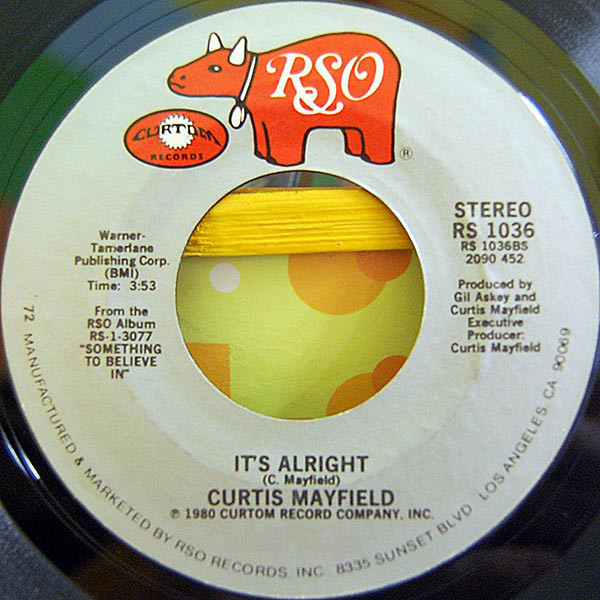 RSO
CURTOM
RECORDS
®
Warner-
Tamerlane
Publishing Corp.
(BMI)
Time: 3:53
From the
RSO Album
RS-1-3077
"SOMETHING
TO BELIEVE
IN"
STEREO
RS 1036
RS 1036BS
2090 452
Produced by
Gil Askey and
Curtis Mayfield
Executive
Producer:
Curtis Mayfield
IT'S ALRIGHT
(C. Mayfield)
CURTIS MAYFIELD
℗ 1980 CURTOM RECORD COMPANY, INC.
72 MANUFACTURED & MARKETED BY RSO RECORDS, INC. 8335 SUNSET BLVD. LOS ANGELES, CA. 90069